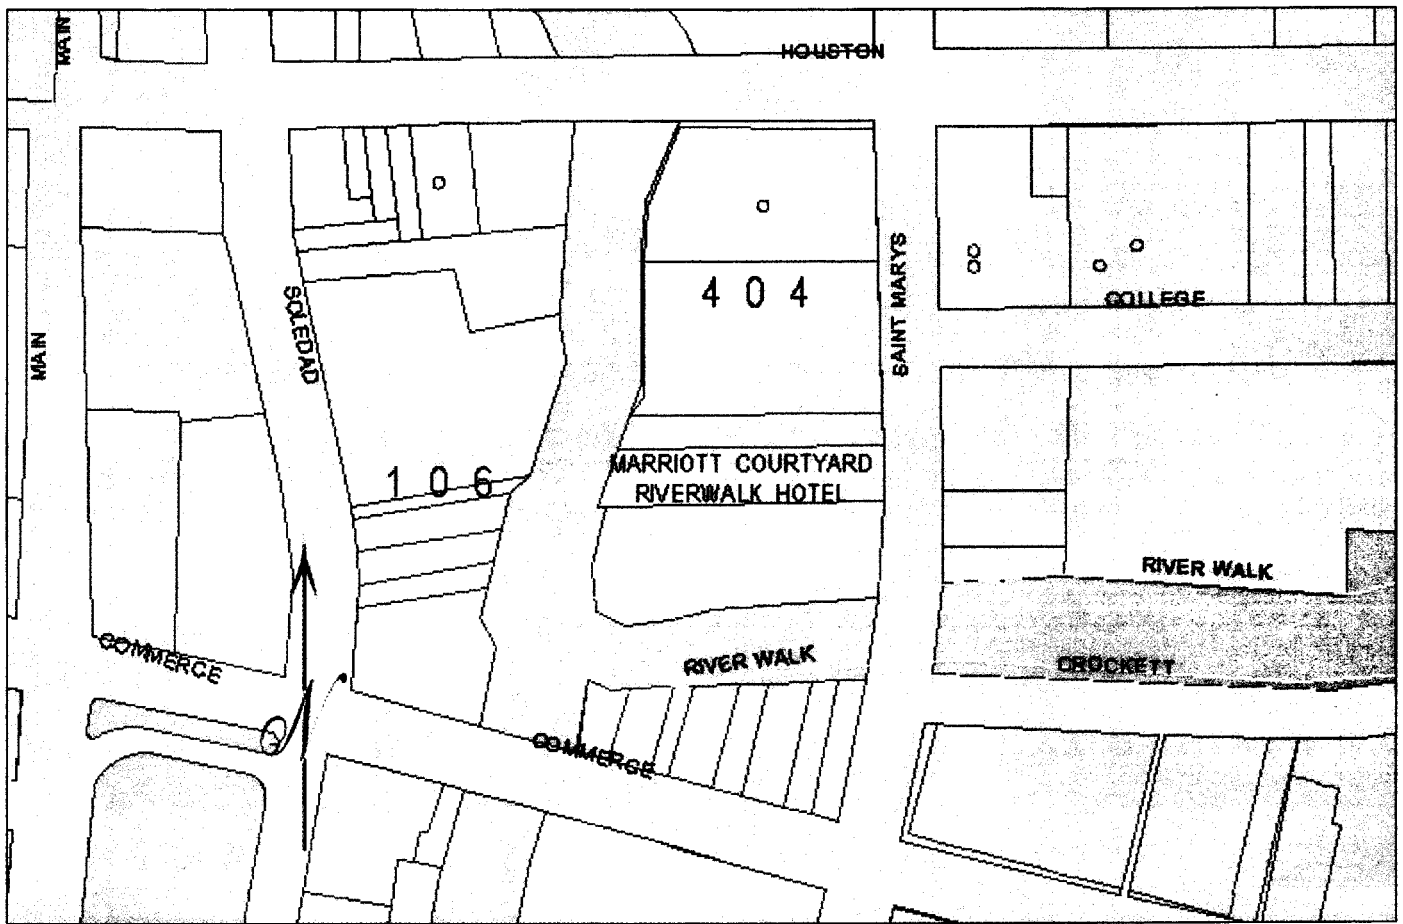 MAIN
HOUSTON
SAINT MARYS
404
COLLEGE
SOLEDAD
MAIN
106
MARRIOTT COURTYARD
RIVERWALK HOTEL
RIVER WALK
COMMERCE
RIVER WALK
CROCKETT
COMMERCE